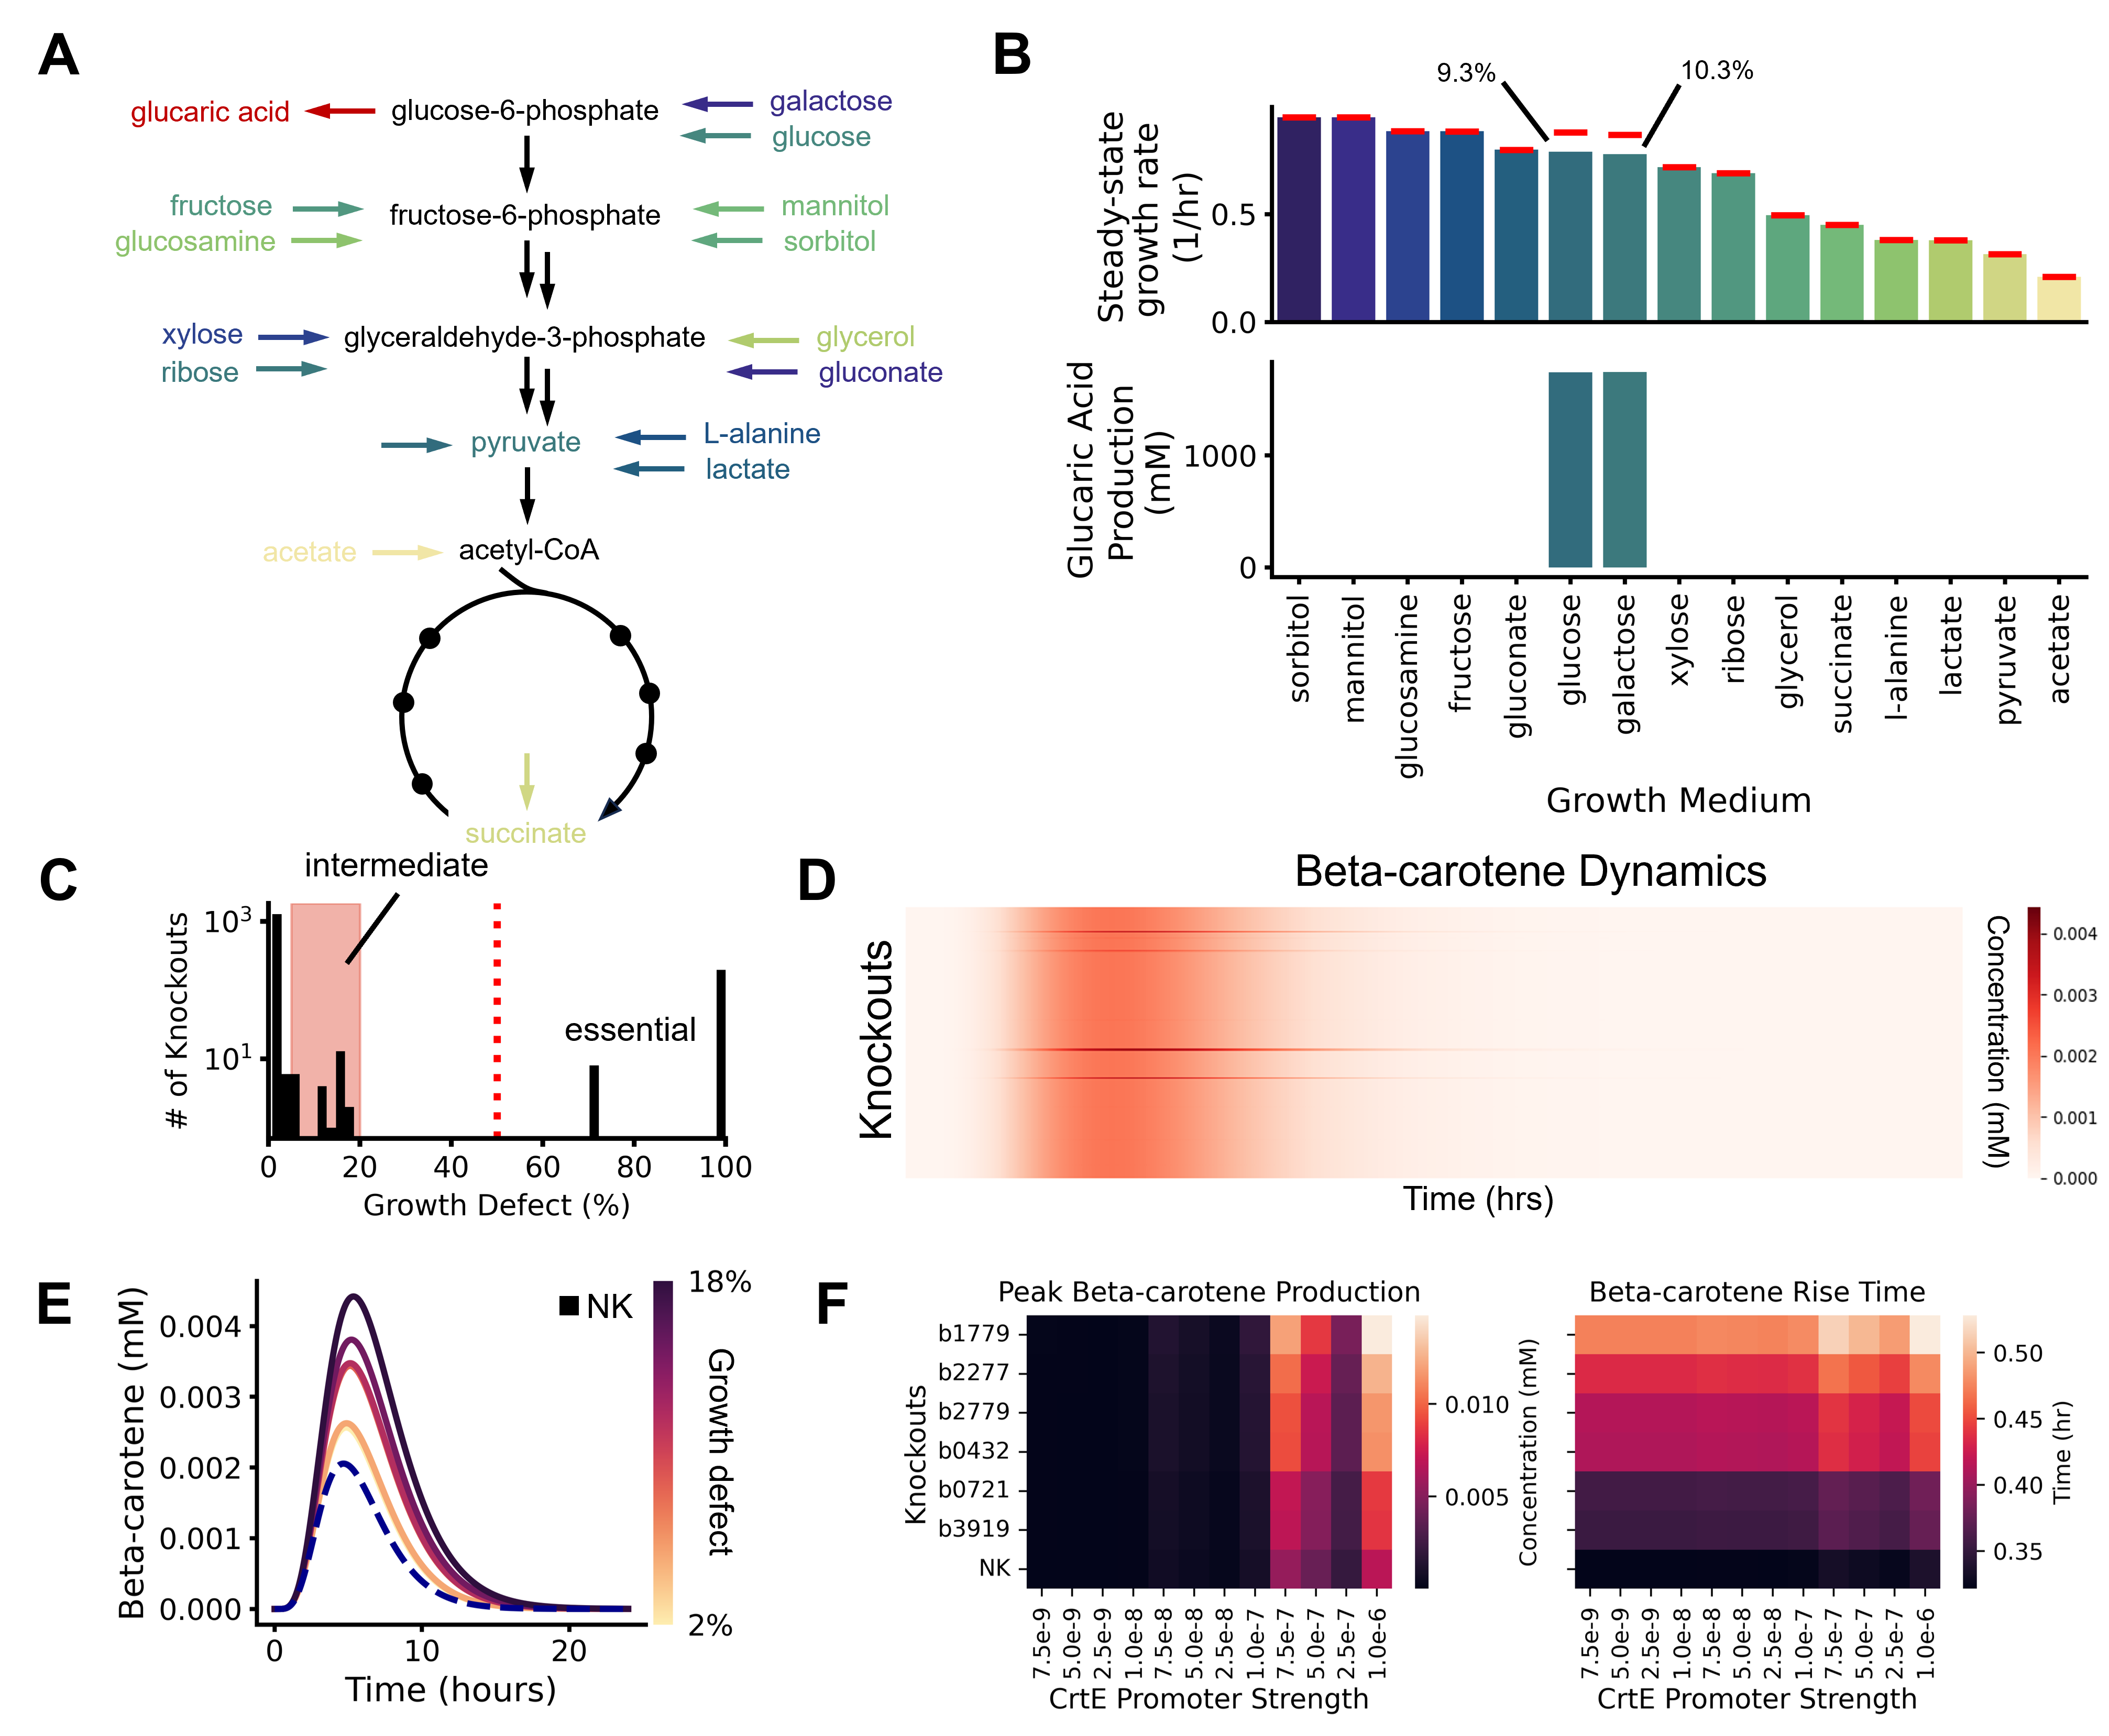 A
glucaric acid
glucose-6-phosphate
galactose
glucose
fructose
glucosamine
fructose-6-phosphate
mannitol
sorbitol
xylose
ribose
glyceraldehyde-3-phosphate
glycerol
gluconate
pyruvate
L-alanine
lactate
acetate
acetyl-CoA
succinate
B
9.3%
10.3%
Steady-state
growth rate
(1/hr)
0.5
0.0
Glucaric Acid
Production
(mM)
1000
0
sorbitol
mannitol
glucosamine
fructose
gluconate
glucose
galactose
xylose
ribose
glycerol
succinate
l-alanine
lactate
pyruvate
acetate
Growth Medium
C
intermediate
# of Knockouts
10³
10¹
essential
0 20 40 60 80 100
Growth Defect (%)
D
Beta-carotene Dynamics
Knockouts
Time (hrs)
0.004
0.003
0.002
0.001
0.000
Concentration (mM)
E
Beta-carotene (mM)
0.004
0.003
0.002
0.001
0.000
NK
0 10 20
Time (hours)
18%
2%
Growth defect
F
Peak Beta-carotene Production
Knockouts
b1779
b2277
b2779
b0432
b0721
b3919
NK
7.5e-9
5.0e-9
2.5e-9
1.0e-8
7.5e-8
5.0e-8
2.5e-8
1.0e-7
7.5e-7
5.0e-7
2.5e-7
1.0e-6
CrtE Promoter Strength
0.010
0.005
Concentration (mM)
Beta-carotene Rise Time
7.5e-9
5.0e-9
2.5e-9
1.0e-8
7.5e-8
5.0e-8
2.5e-8
1.0e-7
7.5e-7
5.0e-7
2.5e-7
1.0e-6
CrtE Promoter Strength
0.50
0.45
0.40
0.35
Time (hr)